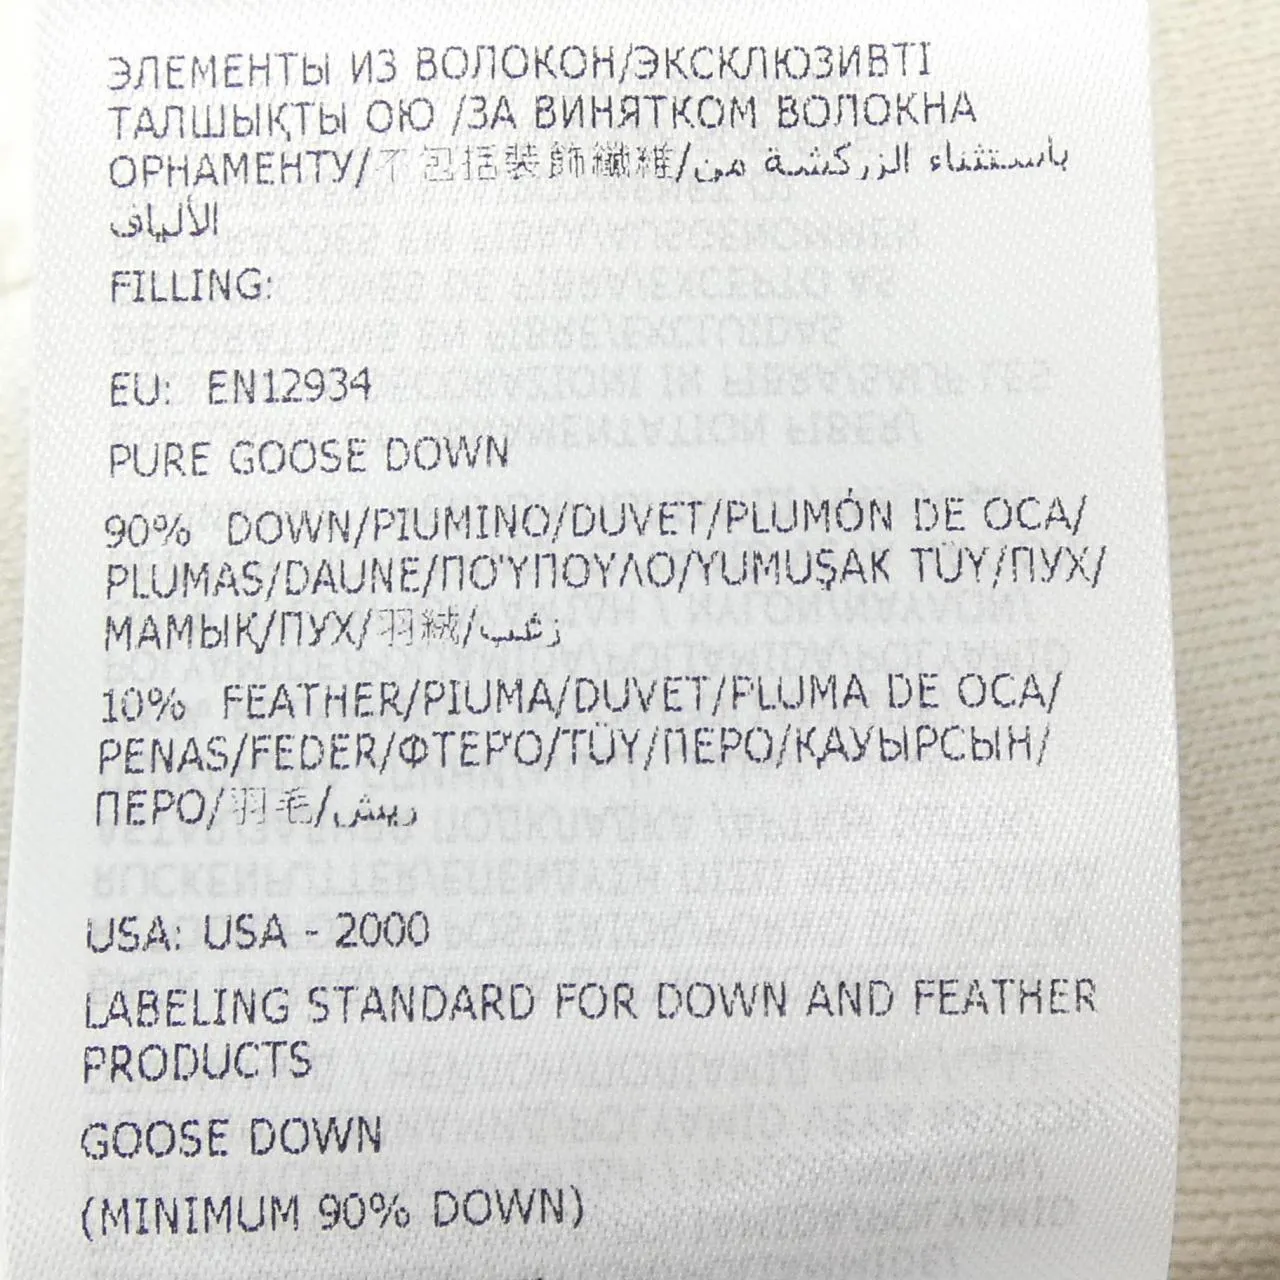 ЭЛЕМЕНТЫ ИЗ ВОЛОКОН/ЭКСКЛЮЗИВТІ
ТАЛШЫҚТЫ ОЮ /ЗА ВИНЯТКОМ ВОЛОКНА
ОРНАМЕНТУ/不包括裝飾纖維/باستثناء الزركشة من
الألياف
FILLING:
EU: EN12934
PURE GOOSE DOWN
90% DOWN/PIUMINO/DUVET/PLUMÓN DE OCA/
PLUMAS/DAUNE/ΠΟ'ΥΠΟΥΛΟ/YUMUŞAK TÜY/ПУХ/
МАМЫҚ/ПУХ/羽絨/زغب
10% FEATHER/PIUMA/DUVET/PLUMA DE OCA/
PENAS/FEDER/ΦΤΕΡ'Ο/TÜY/ПЕРО/ҚАУЫРСЫН/
ПЕРО/羽毛/ريش
USA: USA - 2000
LABELING STANDARD FOR DOWN AND FEATHER
PRODUCTS
GOOSE DOWN
(MINIMUM 90% DOWN)